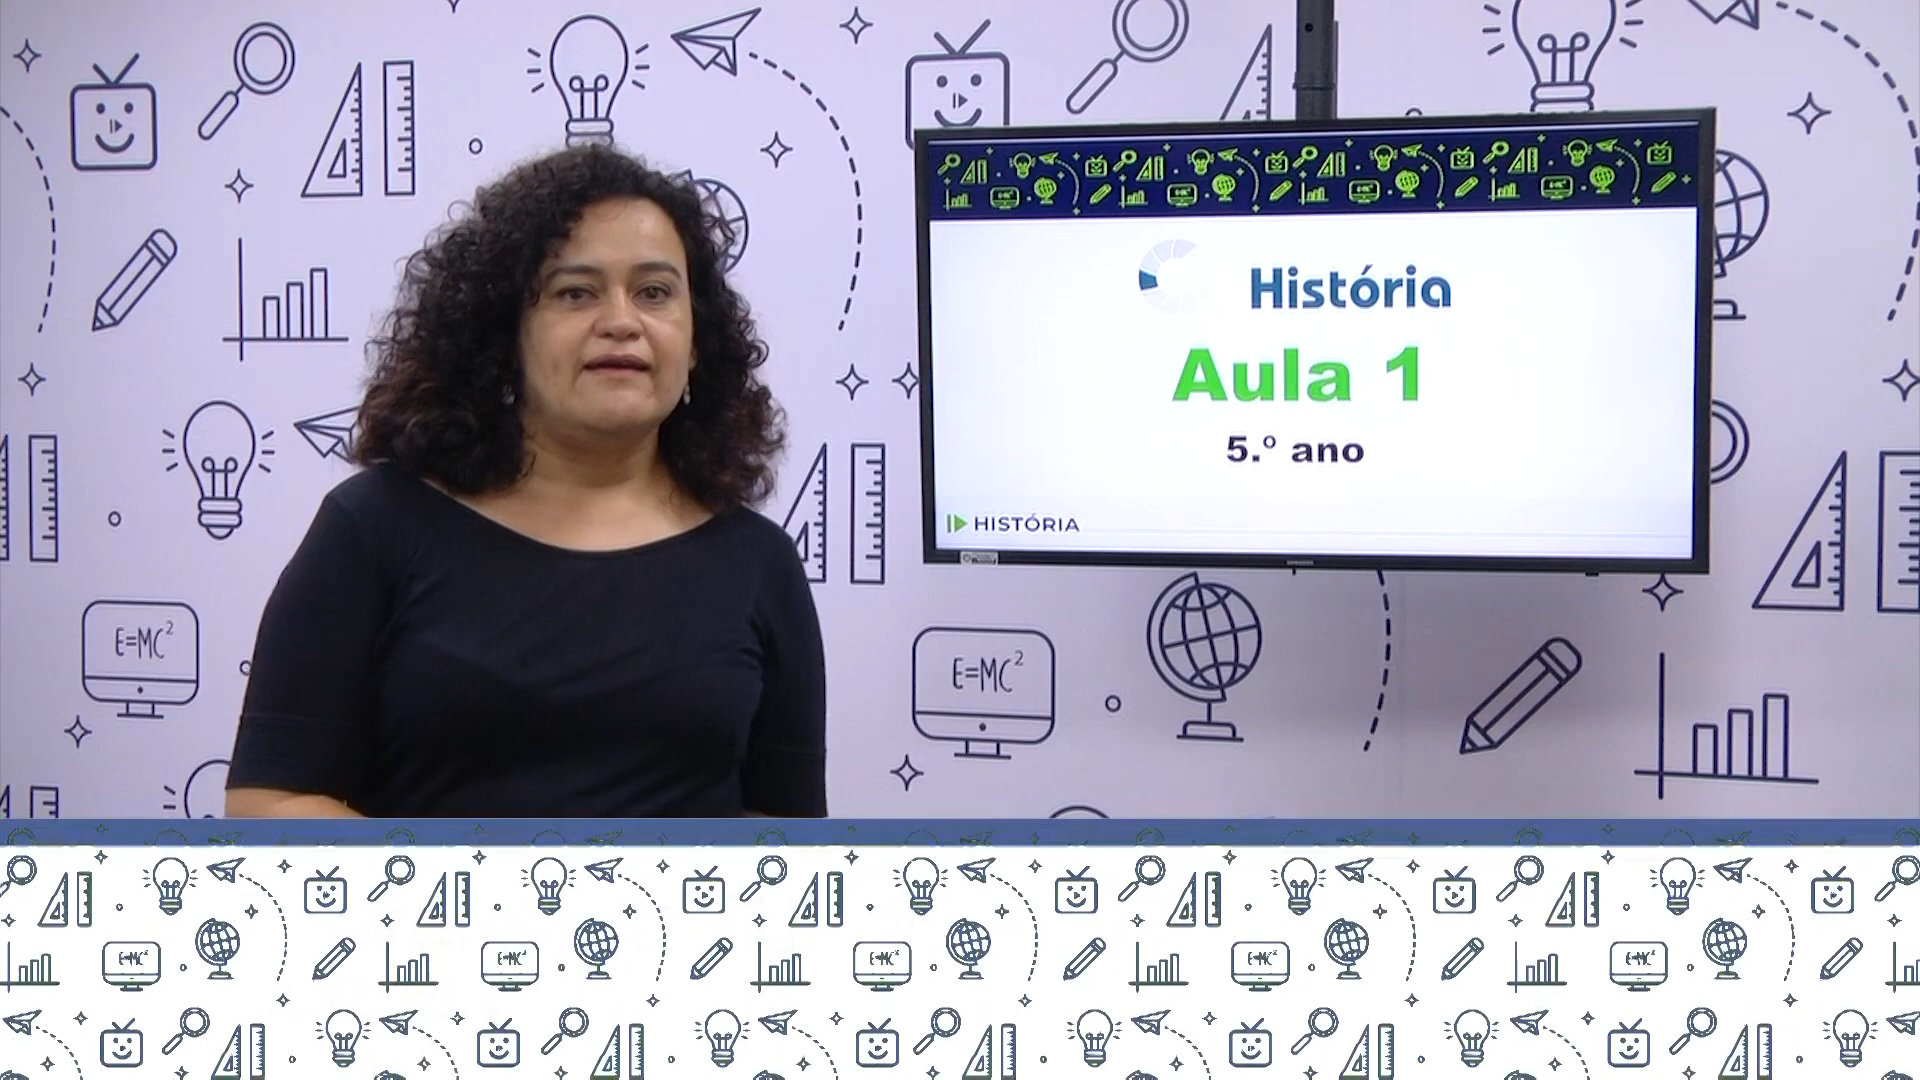 História
Aula 1
5.º ano
HISTÓRIA
E=MC²
E=MC²